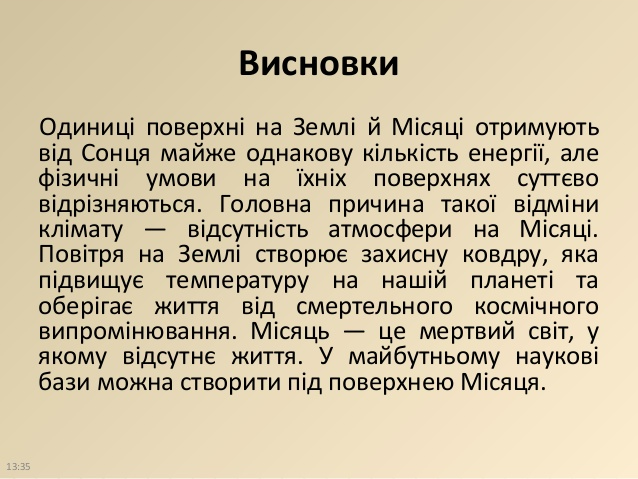 Висновки
Одиниці поверхні на Землі й Місяці отримують
від Сонця майже однакову кількість енергії, але
фізичні умови на їхніх поверхнях суттєво
відрізняються. Головна причина такої відміни
клімату — відсутність атмосфери на Місяці.
Повітря на Землі створює захисну ковдру, яка
підвищує температуру на нашій планеті та
оберігає життя від смертельного космічного
випромінювання. Місяць — це мертвий світ, у
якому відсутнє життя. У майбутньому наукові
бази можна створити під поверхнею Місяця.
13:35